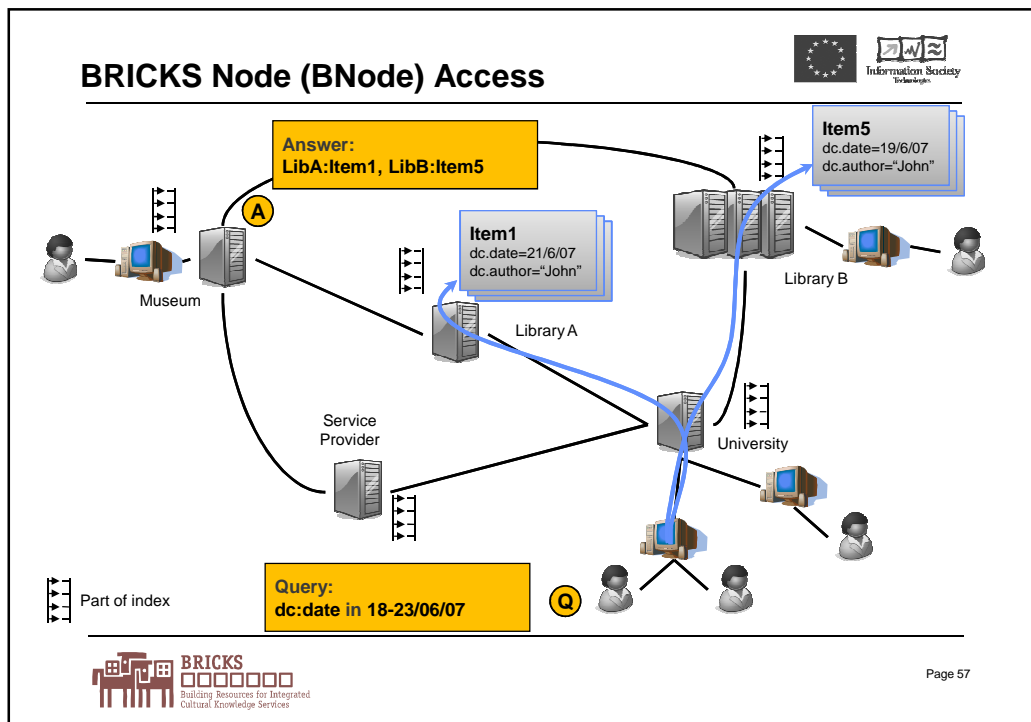 BRICKS Node (BNode) Access
Information Society
Technologies
Answer:
LibA:Item1, LibB:Item5
A
Item5
dc.date=19/6/07
dc.author=“John”
Item1
dc.date=21/6/07
dc.author=“John”
Museum
Library A
Library B
Service
Provider
University
Part of index
Query:
dc:date in 18-23/06/07
Q
BRICKS
Building Resources for Integrated
Cultural Knowledge Services
Page 57